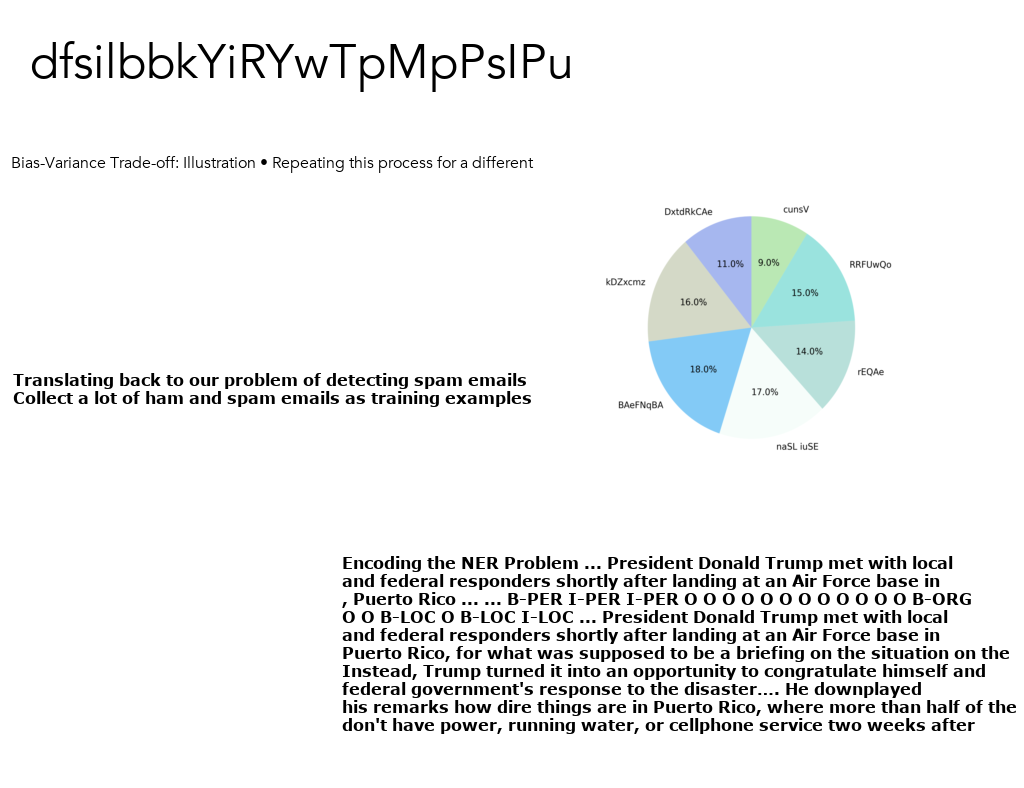 dfsilbbkYiRYwTpMpPsIPu
Bias-Variance Trade-off: Illustration • Repeating this process for a different
DxtdRkCAe
cunsV
kDZxcmz
RRFUwQo
11.0%
9.0%
16.0%
15.0%
18.0%
14.0%
17.0%
rEQAe
BAeFNqBA
naSL iuSE
Translating back to our problem of detecting spam emails
Collect a lot of ham and spam emails as training examples
Encoding the NER Problem ... President Donald Trump met with local
and federal responders shortly after landing at an Air Force base in
, Puerto Rico ... ... B-PER I-PER I-PER O O O O O O O O O O O O B-ORG
O O B-LOC O B-LOC I-LOC ... President Donald Trump met with local
and federal responders shortly after landing at an Air Force base in
Puerto Rico, for what was supposed to be a briefing on the situation on the
Instead, Trump turned it into an opportunity to congratulate himself and
federal government's response to the disaster.... He downplayed
his remarks how dire things are in Puerto Rico, where more than half of the
don't have power, running water, or cellphone service two weeks after